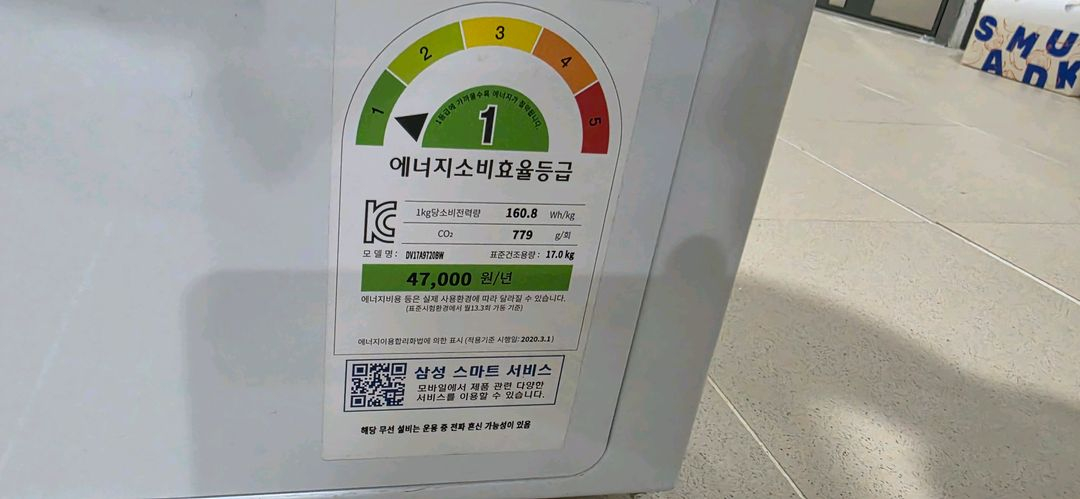 1
2
3
4
5
1등급에 가까울수록 에너지가 절약됩니다.
1
에너지소비효율등급
1kg당소비전력량 160.8 Wh/kg
CO₂ 779 g/회
모 델 명 : DV17A9720BW 표준건조용량 : 17.0 kg
47,000 원/년
에너지비용 등은 실제 사용환경에 따라 달라질 수 있습니다.
(표준시험환경에서 월13.3회 가동 기준)
에너지이용합리화법에 의한 표시 (적용기준 시행일: 2020.3.1)
삼성 스마트 서비스
모바일에서 제품 관련 다양한
서비스를 이용할 수 있습니다.
해당 무선 설비는 운용 중 전파 혼신 가능성이 있음
SMU
ADK